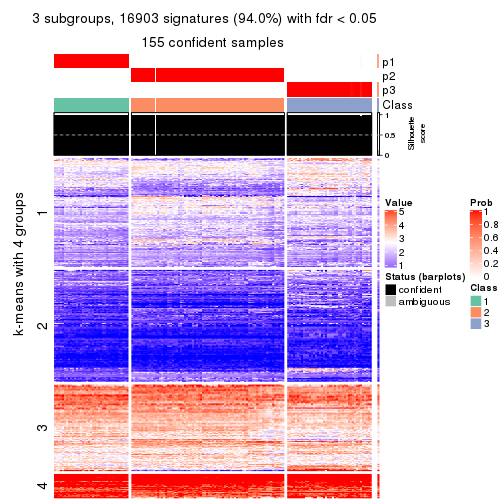 3 subgroups, 16903 signatures (94.0%) with fdr < 0.05
155 confident samples
p1
p2
p3
Class
1
0.5
0
Silhouette
score
k-means with 4 groups
1
2
3
4
Value
5
4
3
2
1
Status (barplots)
confident
ambiguous
Prob
1
0.8
0.6
0.4
0.2
0
Class
1
2
3